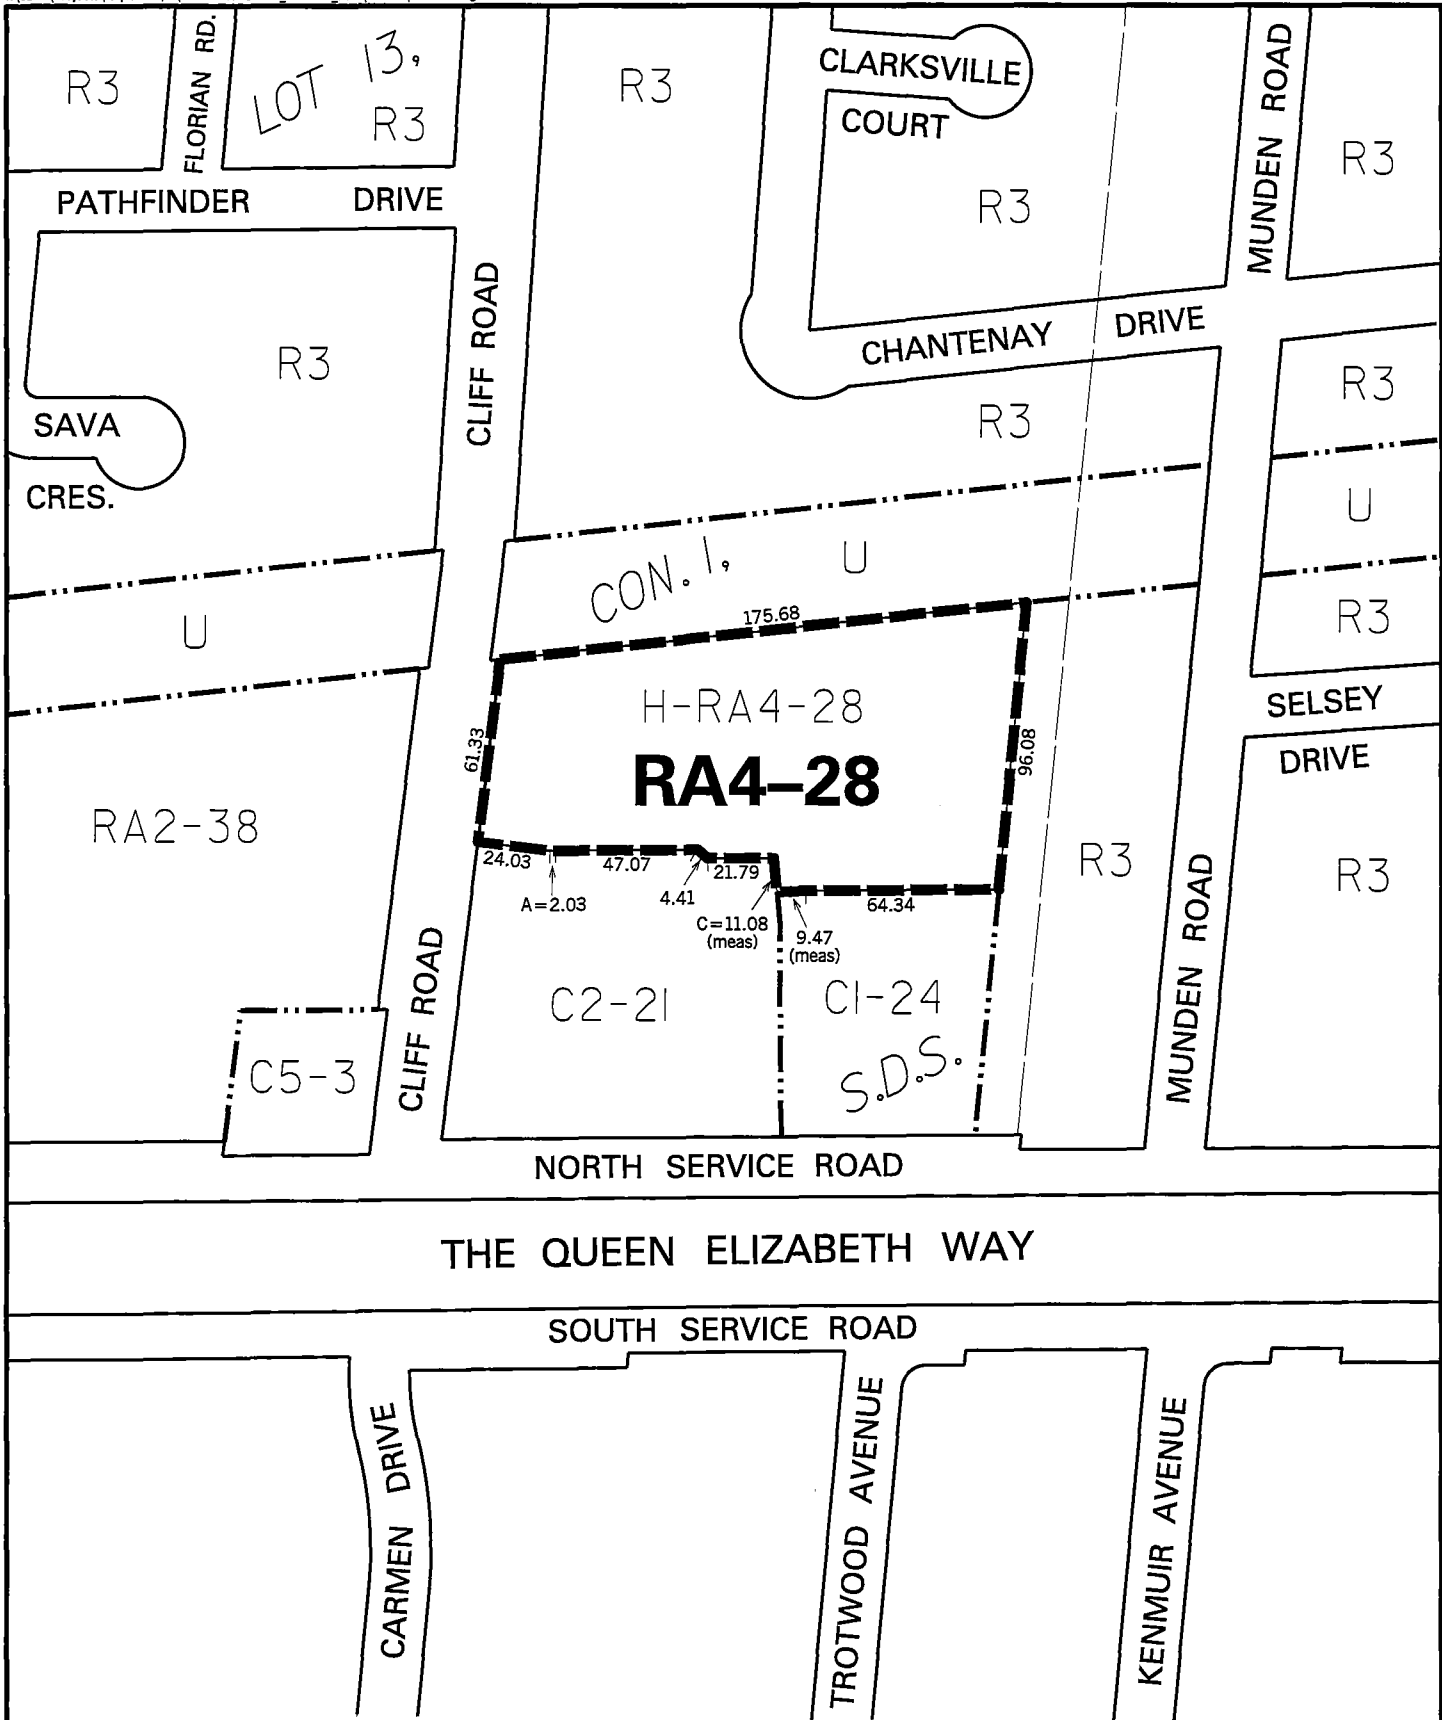 R3
FLORIAN RD.
LOT 13,
R3
R3
CLARKSVILLE
COURT
R3
MUNDEN ROAD
R3
PATHFINDER DRIVE
CLIFF ROAD
R3
CHANTENAY DRIVE
R3
R3
SAVA
CRES.
U
CON. 1,
U
U
175.68
R3
H-RA4-28
RA4–28
61.33
96.08
SELSEY
DRIVE
RA2-38
24.03
47.07
21.79
A=2.03
4.41
64.34
C=11.08
(meas)
9.47
(meas)
R3
R3
C2-21
C1-24
S.D.S.
MUNDEN ROAD
C5-3
CLIFF ROAD
NORTH SERVICE ROAD
THE QUEEN ELIZABETH WAY
SOUTH SERVICE ROAD
CARMEN DRIVE
TROTWOOD AVENUE
KENMUIR AVENUE